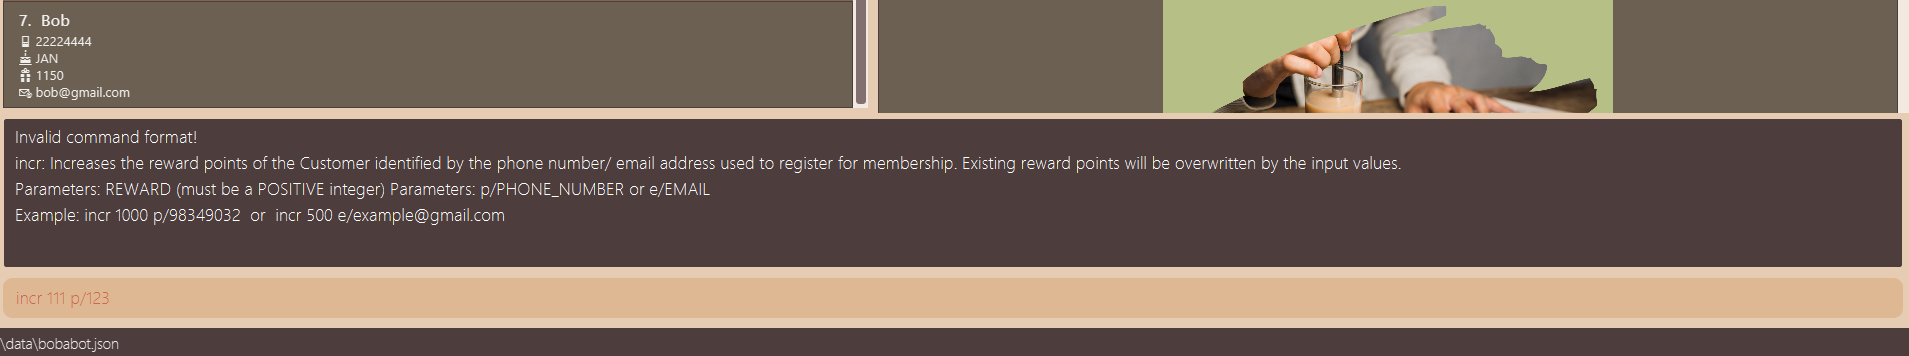 7. Bob
22224444
JAN
1150
bob@gmail.com
Invalid command format!
incr: Increases the reward points of the Customer identified by the phone number/ email address used to register for membership. Existing reward points will be overwritten by the input values.
Parameters: REWARD (must be a POSITIVE integer) Parameters: p/PHONE_NUMBER or e/EMAIL
Example: incr 1000 p/98349032  or  incr 500 e/example@gmail.com
incr 111 p/123
\data\bobabot.json